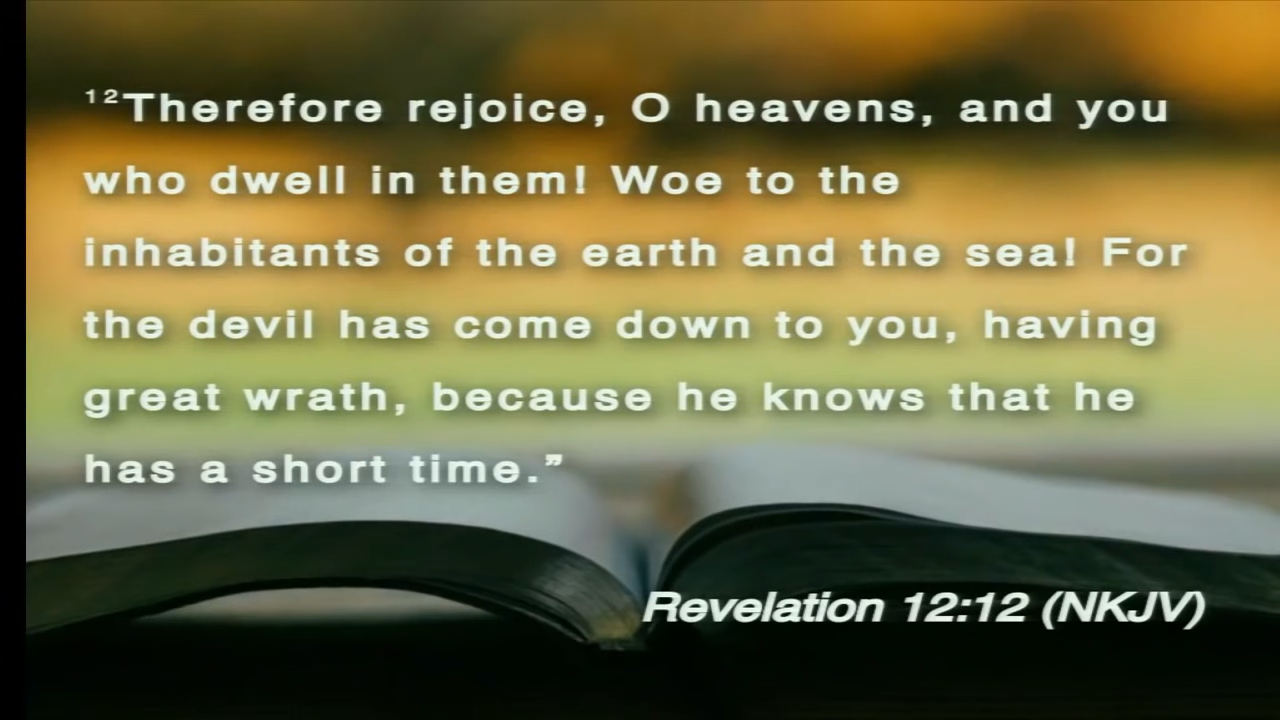 ¹²Therefore rejoice, O heavens, and you
who dwell in them! Woe to the
inhabitants of the earth and the sea! For
the devil has come down to you, having
great wrath, because he knows that he
has a short time.”
Revelation 12:12 (NKJV)